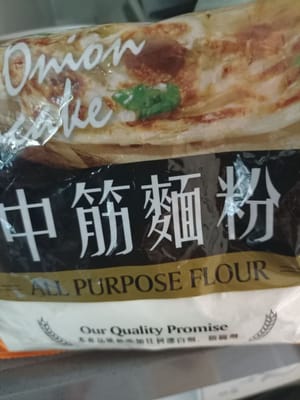 Onion
cake
中筋麵粉
ALL PURPOSE FLOUR
Our Quality Promise